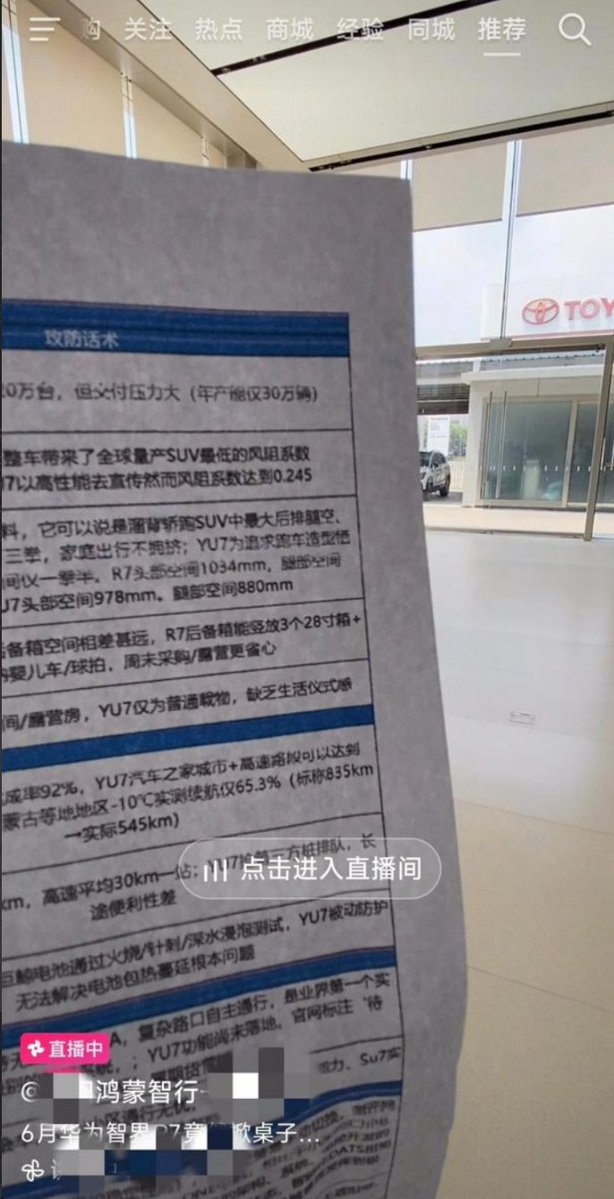 关注 热点 商城 经验 同城 推荐
TOY
攻防话术
0万台，但交付压力大（年产能仅30万辆）
整车带来了全球量产SUV最低的风阻系数
7以高性能去宣传然而风阻系数达到0.245
料，它可以说是溜背轿跑SUV中最大后排腿空、
三拳，家庭出行不拥挤；YU7为追求跑车造型牺
间仅一拳半。R7头部空间1034mm，腿部空间
J7头部空间978mm，腿部空间880mm
备箱空间相差甚远，R7后备箱能竖放3个28寸箱+
婴儿车/球拍，周末采购/露营更省心
间/露营房，YU7仅为普通载物，缺乏生活仪式感
成率92%，YU7汽车之家城市+高速路段可以达到
蒙古等地地区-10℃实测续航仅65.3%（标称835km
→实际545km）
点击进入直播间
km，高速平均30km一站；
三方桩排队，长
途便利性差
巨鲸电池通过火烧/针刺/深水浸泡测试，YU7被动防护
无法解决电池包热蔓延根本问题
A，复杂路口自主通行，是业界第一个实
；YU7功能尚未落地，官网标注“待
直播中
力、Su7实
@
鸿蒙智行
6月华为智界R7竟
掀桌子...